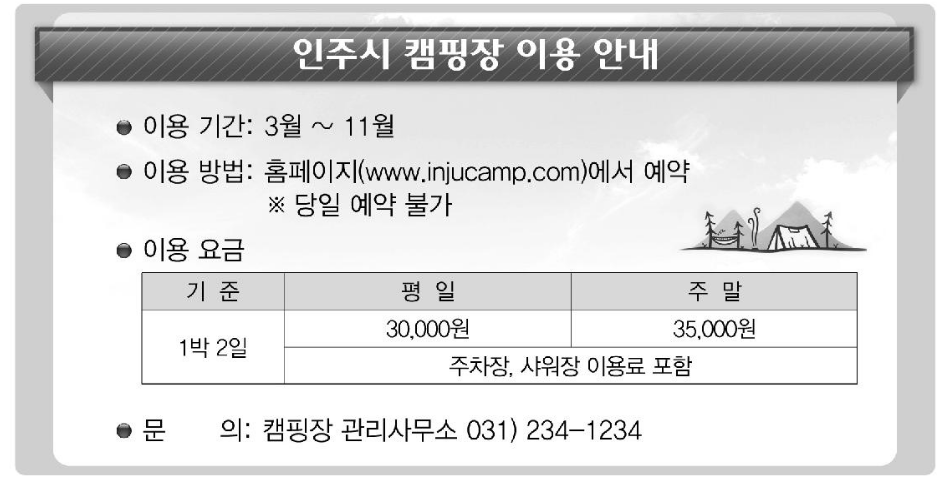 인주시 캠핑장 이용 안내
● 이용 기간: 3월 ～ 11월
● 이용 방법: 홈페이지(www.injucamp.com)에서 예약
※ 당일 예약 불가
● 이용 요금
기 준 평 일 주 말
1박 2일 30,000원 35,000원
주차장, 샤워장 이용료 포함
● 문 의: 캠핑장 관리사무소 031) 234-1234